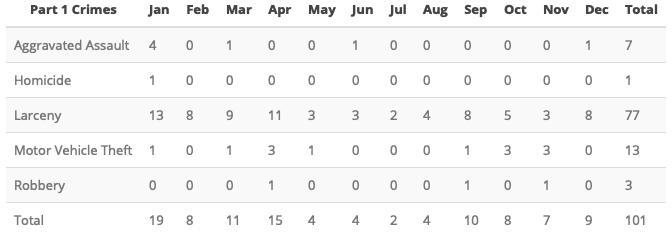 Part 1 Crimes Jan Feb Mar Apr May Jun Jul Aug Sep Oct Nov Dec Total
Aggravated Assault 4 0 1 0 0 1 0 0 0 0 0 1 7
Homicide 1 0 0 0 0 0 0 0 0 0 0 0 1
Larceny 13 8 9 11 3 3 2 4 8 5 3 8 77
Motor Vehicle Theft 1 0 1 3 1 0 0 0 1 3 3 0 13
Robbery 0 0 0 1 0 0 0 0 1 0 1 0 3
Total 19 8 11 15 4 4 2 4 10 8 7 9 101